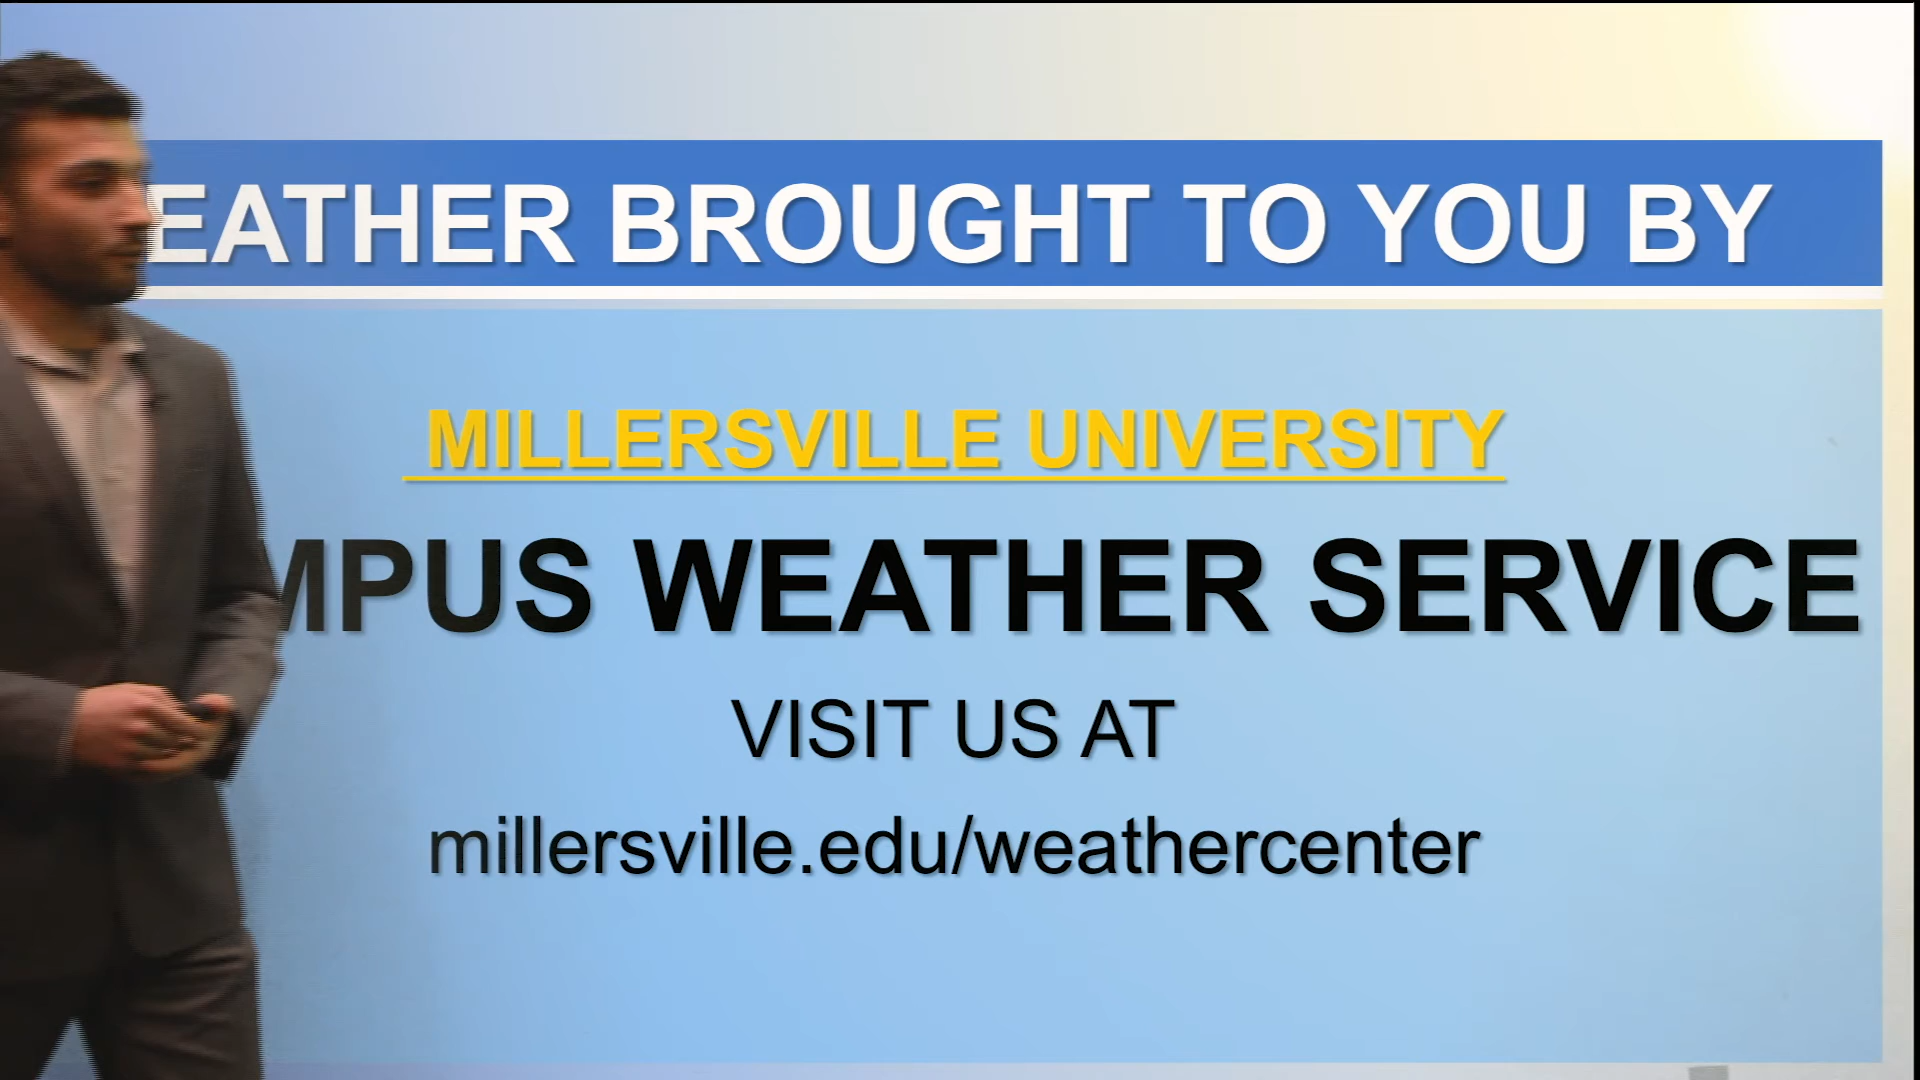 EATHER BROUGHT TO YOU BY
MILLERSVILLE UNIVERSITY
MPUS WEATHER SERVICE
VISIT US AT
millersville.edu/weathercenter